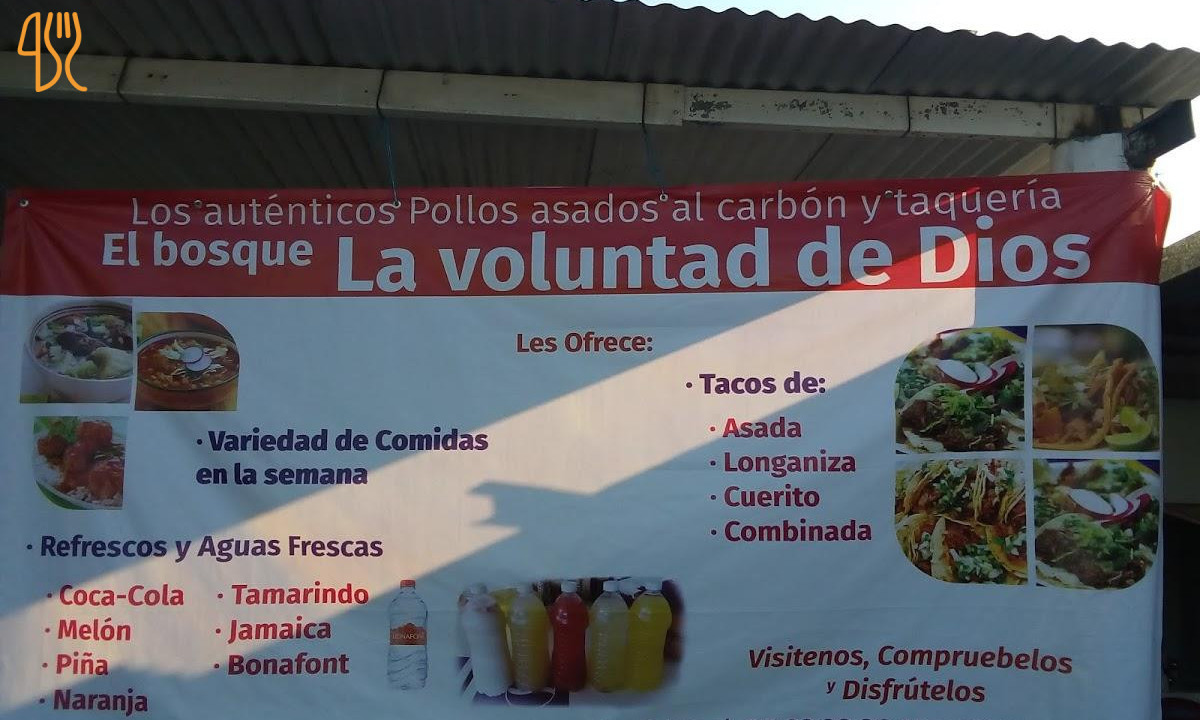 Los auténticos Pollos asados al carbón y taquería
El bosque La voluntad de Dios
Les Ofrece:
· Variedad de Comidas
en la semana
· Tacos de:
· Asada
· Longaniza
· Cuerito
· Combinada
· Refrescos y Aguas Frescas
· Coca-Cola
· Melón
· Piña
· Naranja
· Tamarindo
· Jamaica
· Bonafont
BONAFONT
Visitenos, Compruebelos
y Disfrútelos